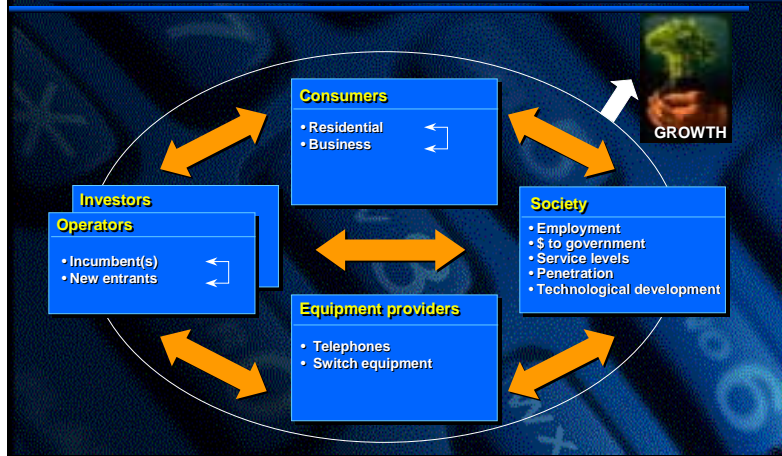 GROWTH
Consumers
• Residential
• Business
Investors
Operators
• Incumbent(s)
• New entrants
Society
• Employment
• $ to government
• Service levels
• Penetration
• Technological development
Equipment providers
• Telephones
• Switch equipment